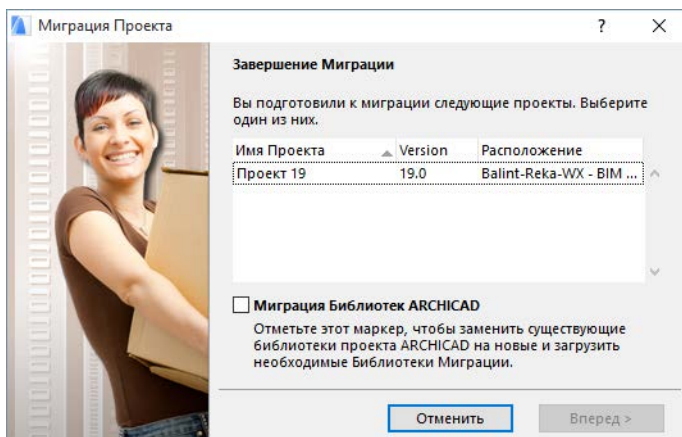 Миграция Проекта
?
Завершение Миграции
Вы подготовили к миграции следующие проекты. Выберите
один из них.
Имя Проекта Version Расположение
Проект 19 19.0 Balint-Reka-WX - BIM ...
Миграция Библиотек ARCHICAD
Отметьте этот маркер, чтобы заменить существующие
библиотеки проекта ARCHICAD на новые и загрузить
необходимые Библиотеки Миграции.
Отменить Вперед >